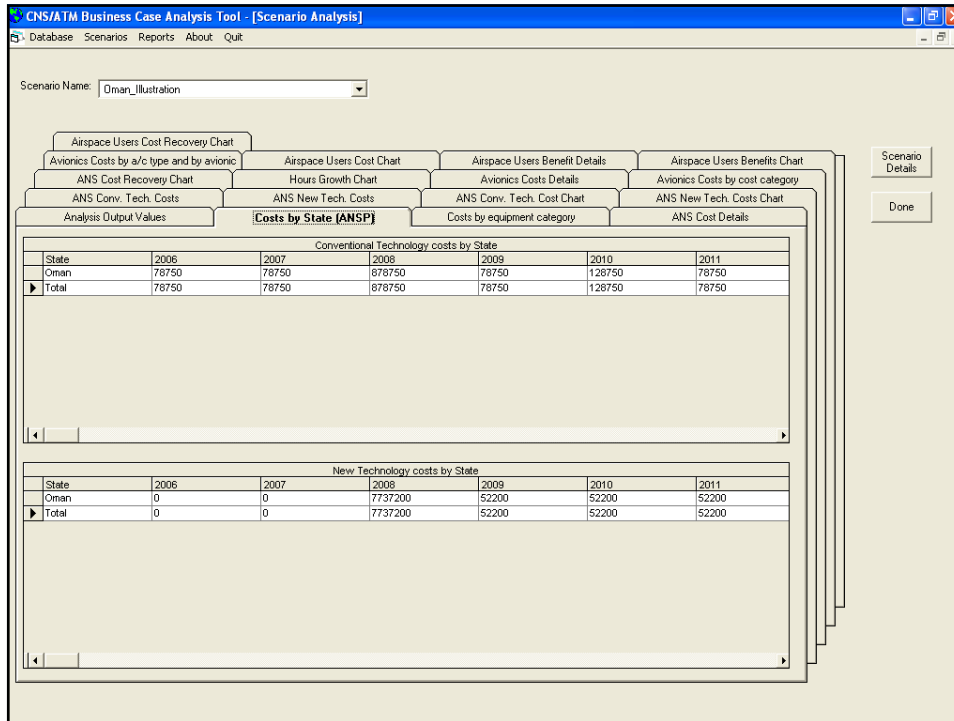 CNS/ATM Business Case Analysis Tool - [Scenario Analysis]
Database Scenarios Reports About Quit
Scenario Name: Oman_Illustration
Airspace Users Cost Recovery Chart
Avionics Costs by a/c type and by avionic Airspace Users Cost Chart Airspace Users Benefit Details Airspace Users Benefits Chart
Scenario Details
ANS Cost Recovery Chart Hours Growth Chart Avionics Costs Details Avionics Costs by cost category
ANS Conv. Tech. Costs ANS New Tech. Costs ANS Conv. Tech. Cost Chart ANS New Tech. Costs Chart
Done
Analysis Output Values Costs by State (ANSP) Costs by equipment category ANS Cost Details
Conventional Technology costs by State
State 2006 2007 2008 2009 2010 2011
Oman 78750 78750 878750 78750 128750 78750
Total 78750 78750 878750 78750 128750 78750
New Technology costs by State
State 2006 2007 2008 2009 2010 2011
Oman 0 0 7737200 52200 52200 52200
Total 0 0 7737200 52200 52200 52200